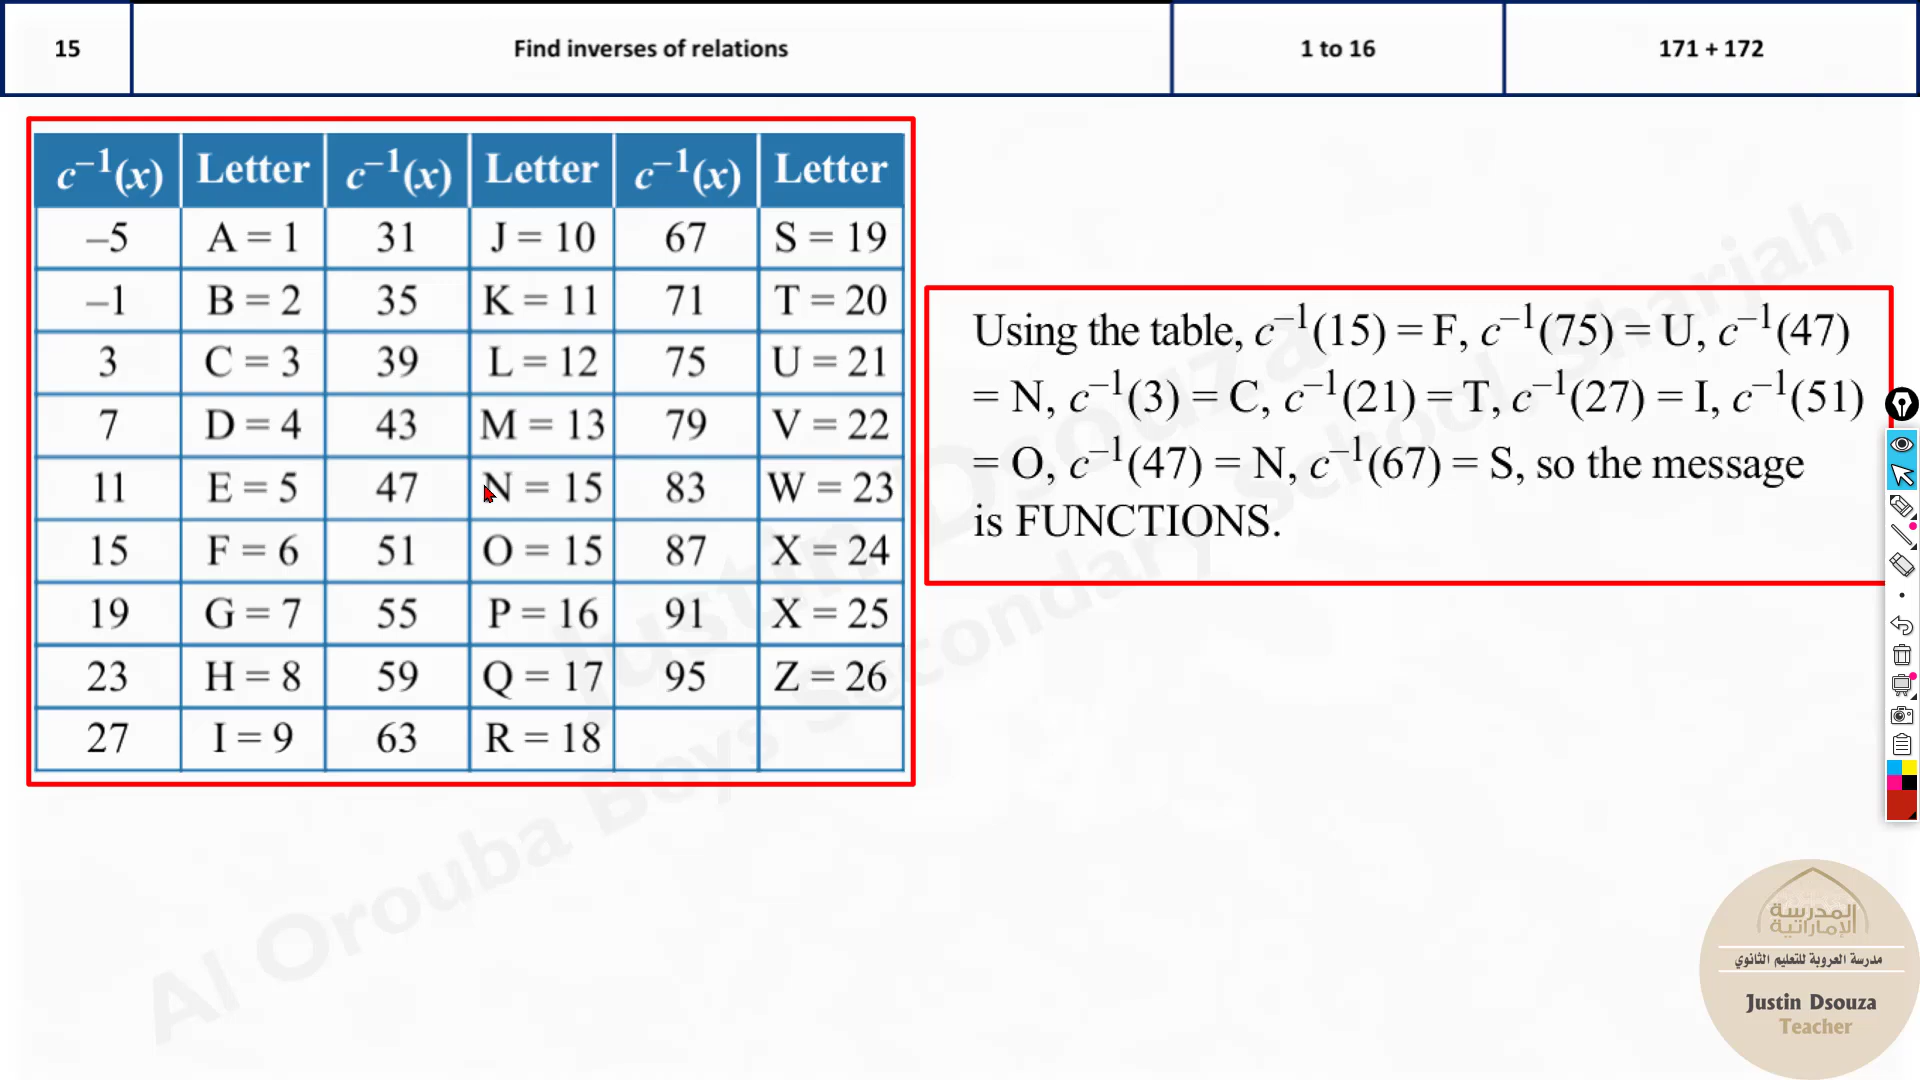 15 Find inverses of relations 1 to 16 171 + 172
c⁻¹(x) Letter c⁻¹(x) Letter c⁻¹(x) Letter
–5 A = 1 31 J = 10 67 S = 19
–1 B = 2 35 K = 11 71 T = 20
3 C = 3 39 L = 12 75 U = 21
7 D = 4 43 M = 13 79 V = 22
11 E = 5 47 N = 15 83 W = 23
15 F = 6 51 O = 15 87 X = 24
19 G = 7 55 P = 16 91 X = 25
23 H = 8 59 Q = 17 95 Z = 26
27 I = 9 63 R = 18
Using the table, c⁻¹(15) = F, c⁻¹(75) = U, c⁻¹(47)
= N, c⁻¹(3) = C, c⁻¹(21) = T, c⁻¹(27) = I, c⁻¹(51)
= O, c⁻¹(47) = N, c⁻¹(67) = S, so the message
is FUNCTIONS.
Justin Dsouza
Al Orouba Boys Secondary School Sharjah
المدرسة
الإماراتية
مدرسة العروبة للتعليم الثانوي
Justin Dsouza
Teacher